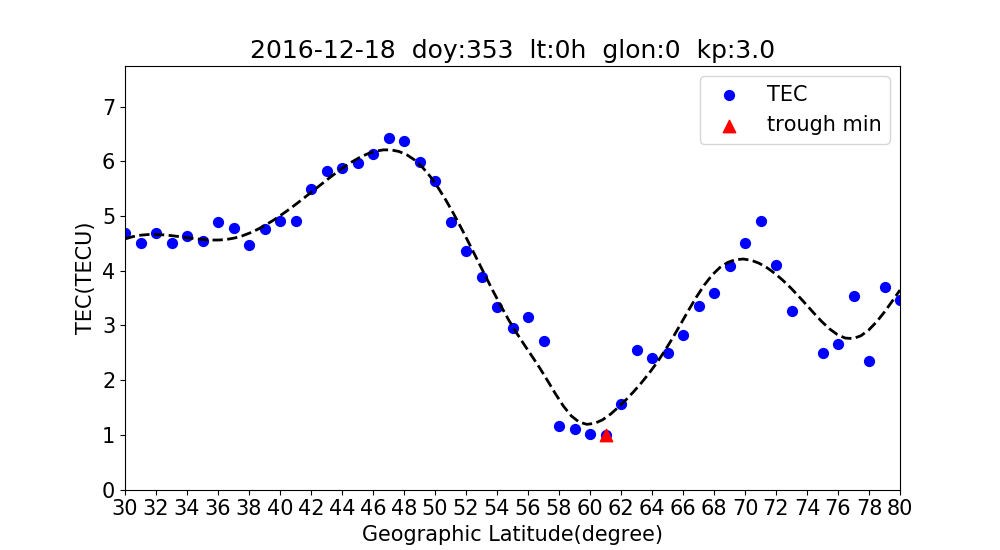 2016-12-18 doy:353 lt:0h glon:0 kp:3.0
TEC
trough min
TEC(TECU)
7
6
5
4
3
2
1
0
30 32 34 36 38 40 42 44 46 48 50 52 54 56 58 60 62 64 66 68 70 72 74 76 78 80
Geographic Latitude(degree)